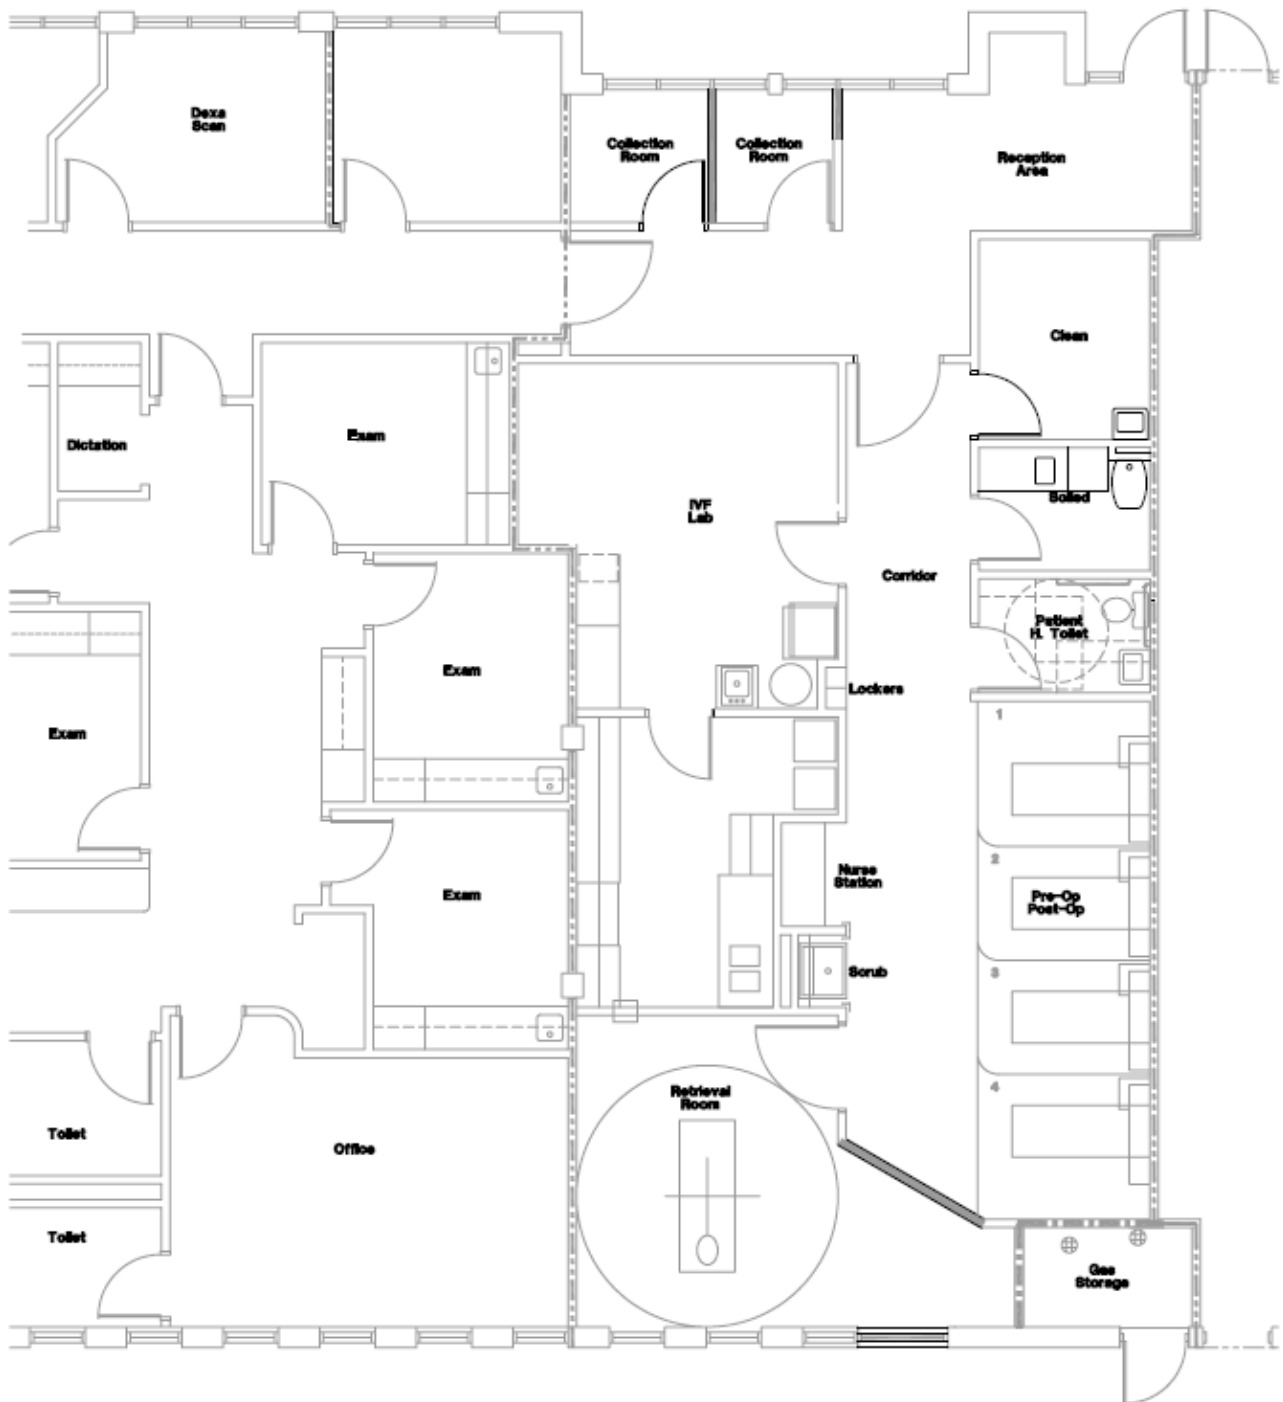 Dexa
Scan
Collection
Room
Collection
Room
Reception
Area
Clean
Dictation
Exam
IVF
Lab
Soiled
Corridor
Patient
H. Toilet
Exam
Lockers
1
Exam
2
Nurse
Station
Pre-Op
Post-Op
Exam
3
Scrub
4
Retrieval
Room
Toilet
Office
Toilet
Gas
Storage